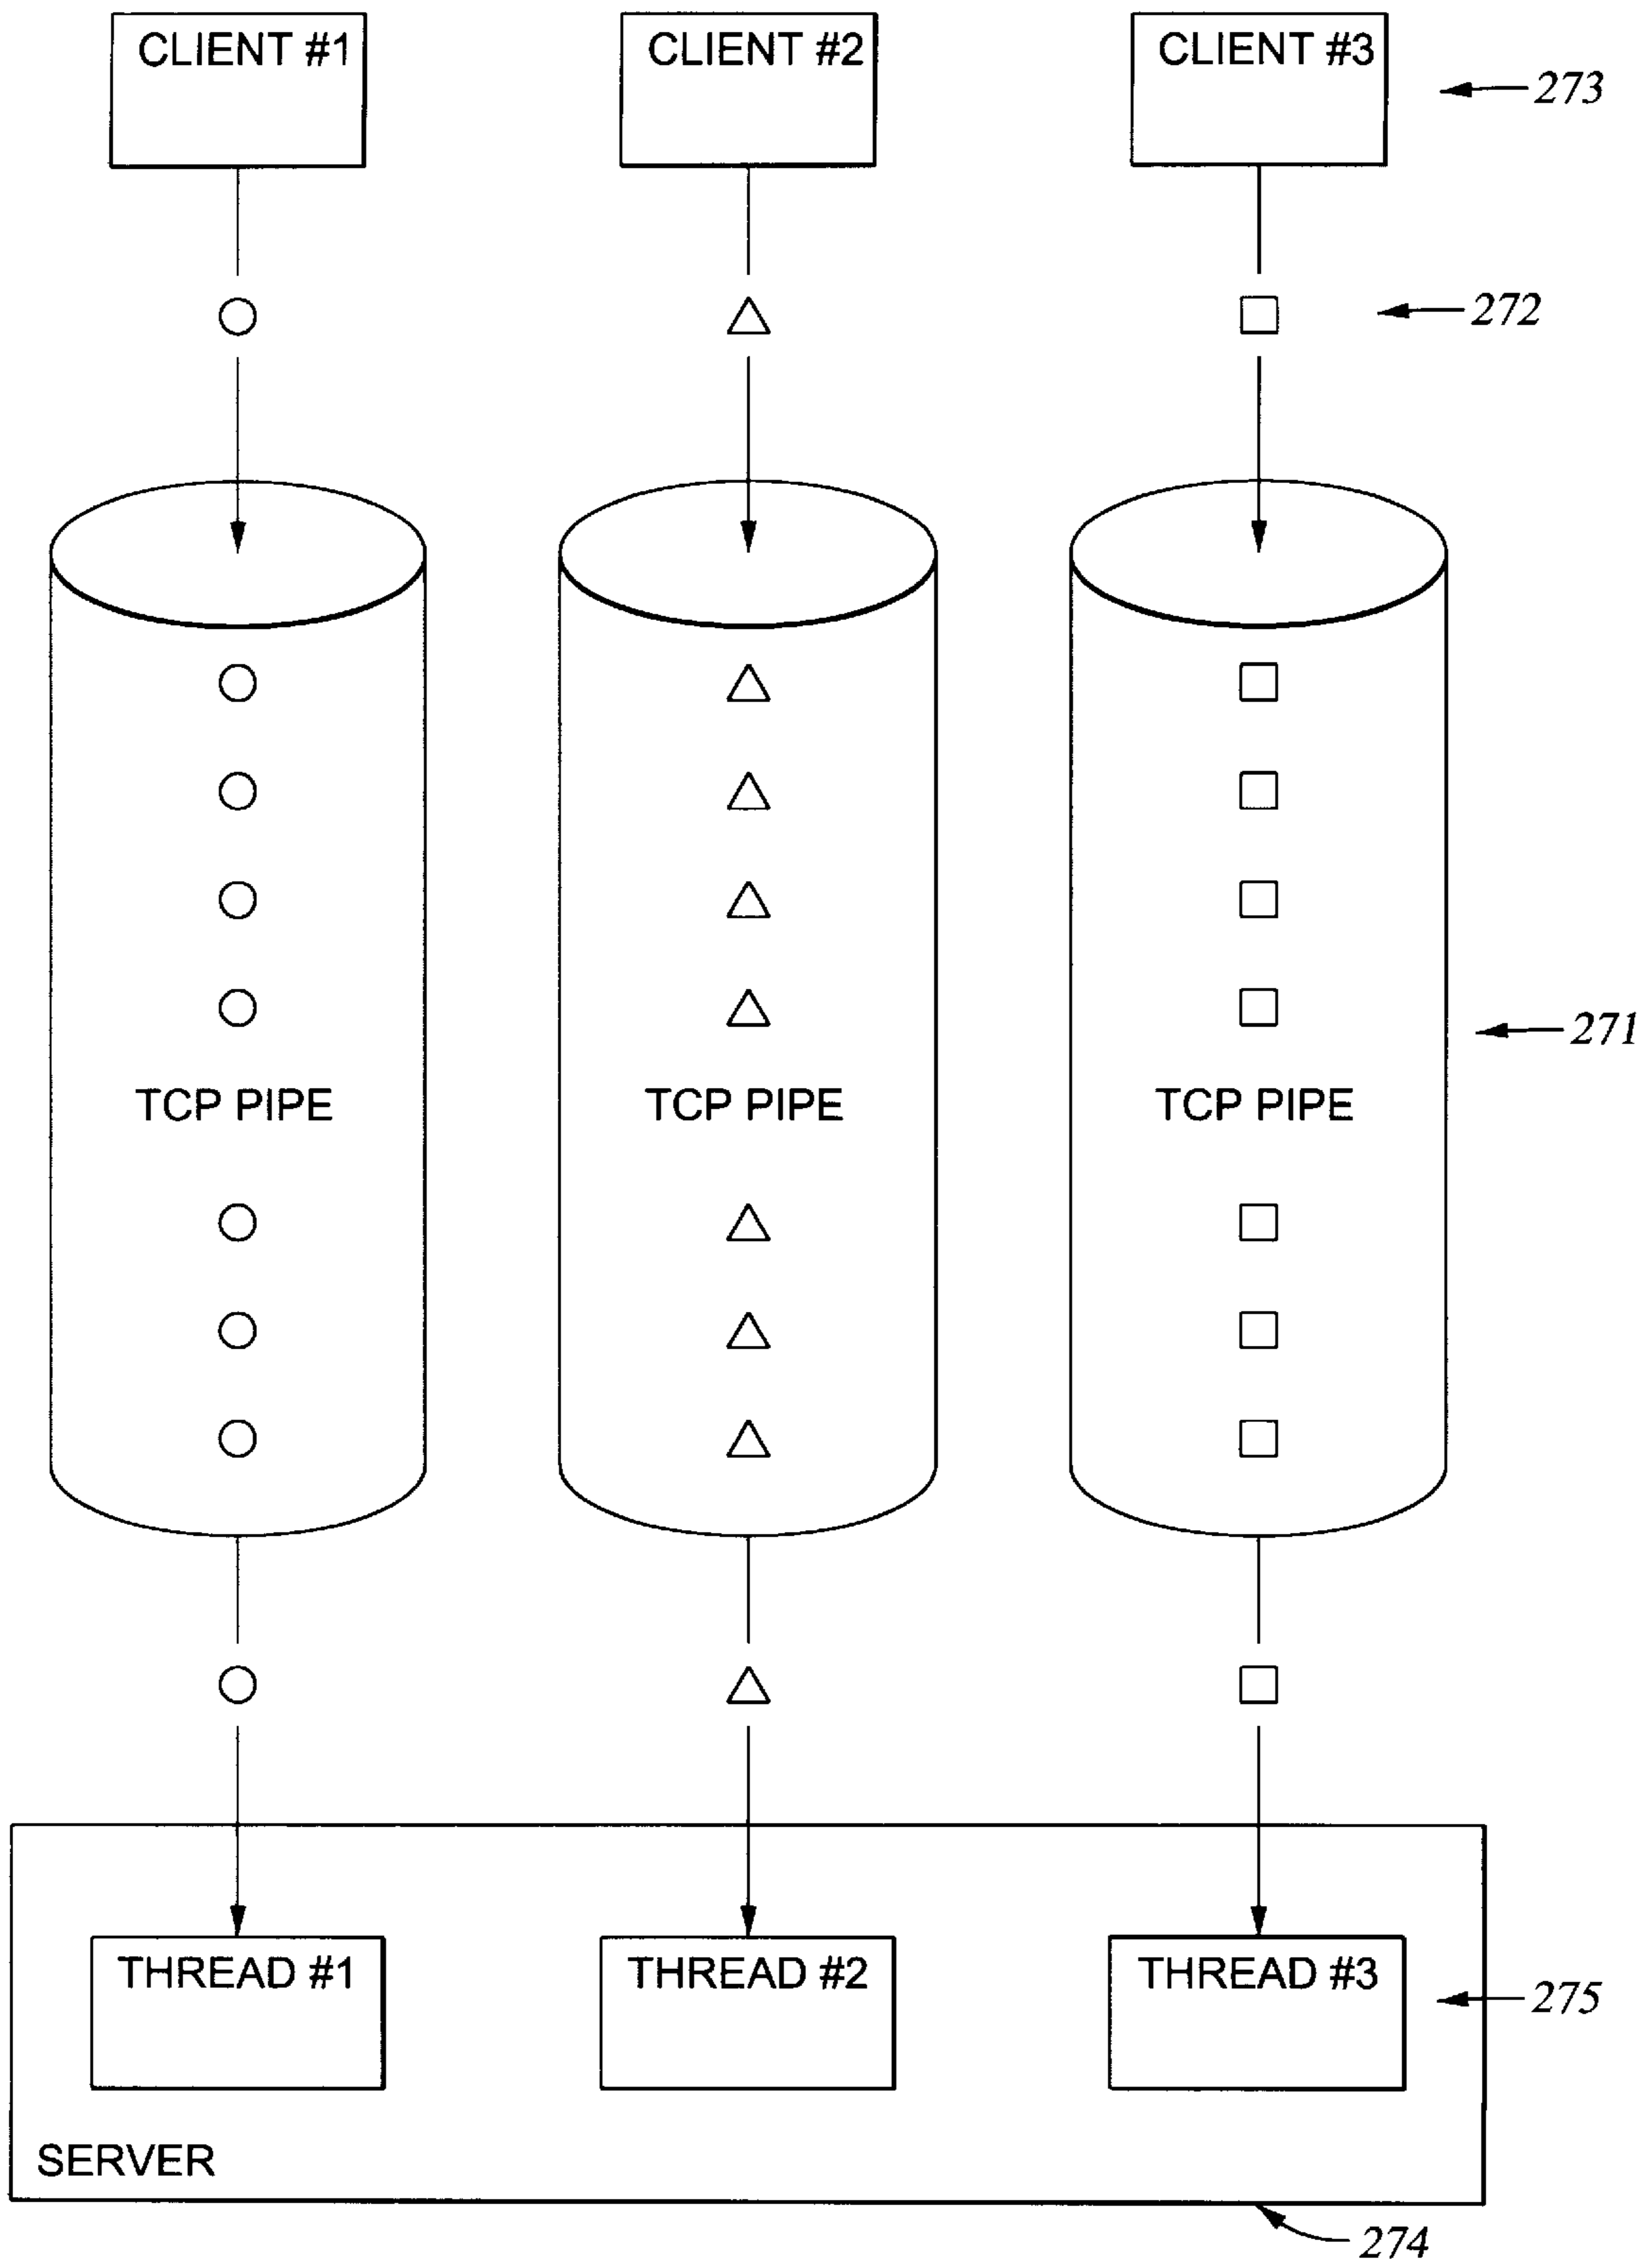 CLIENT #1
CLIENT #2
CLIENT #3
273
272
271
TCP PIPE
TCP PIPE
TCP PIPE
THREAD #1
THREAD #2
THREAD #3
275
SERVER
274